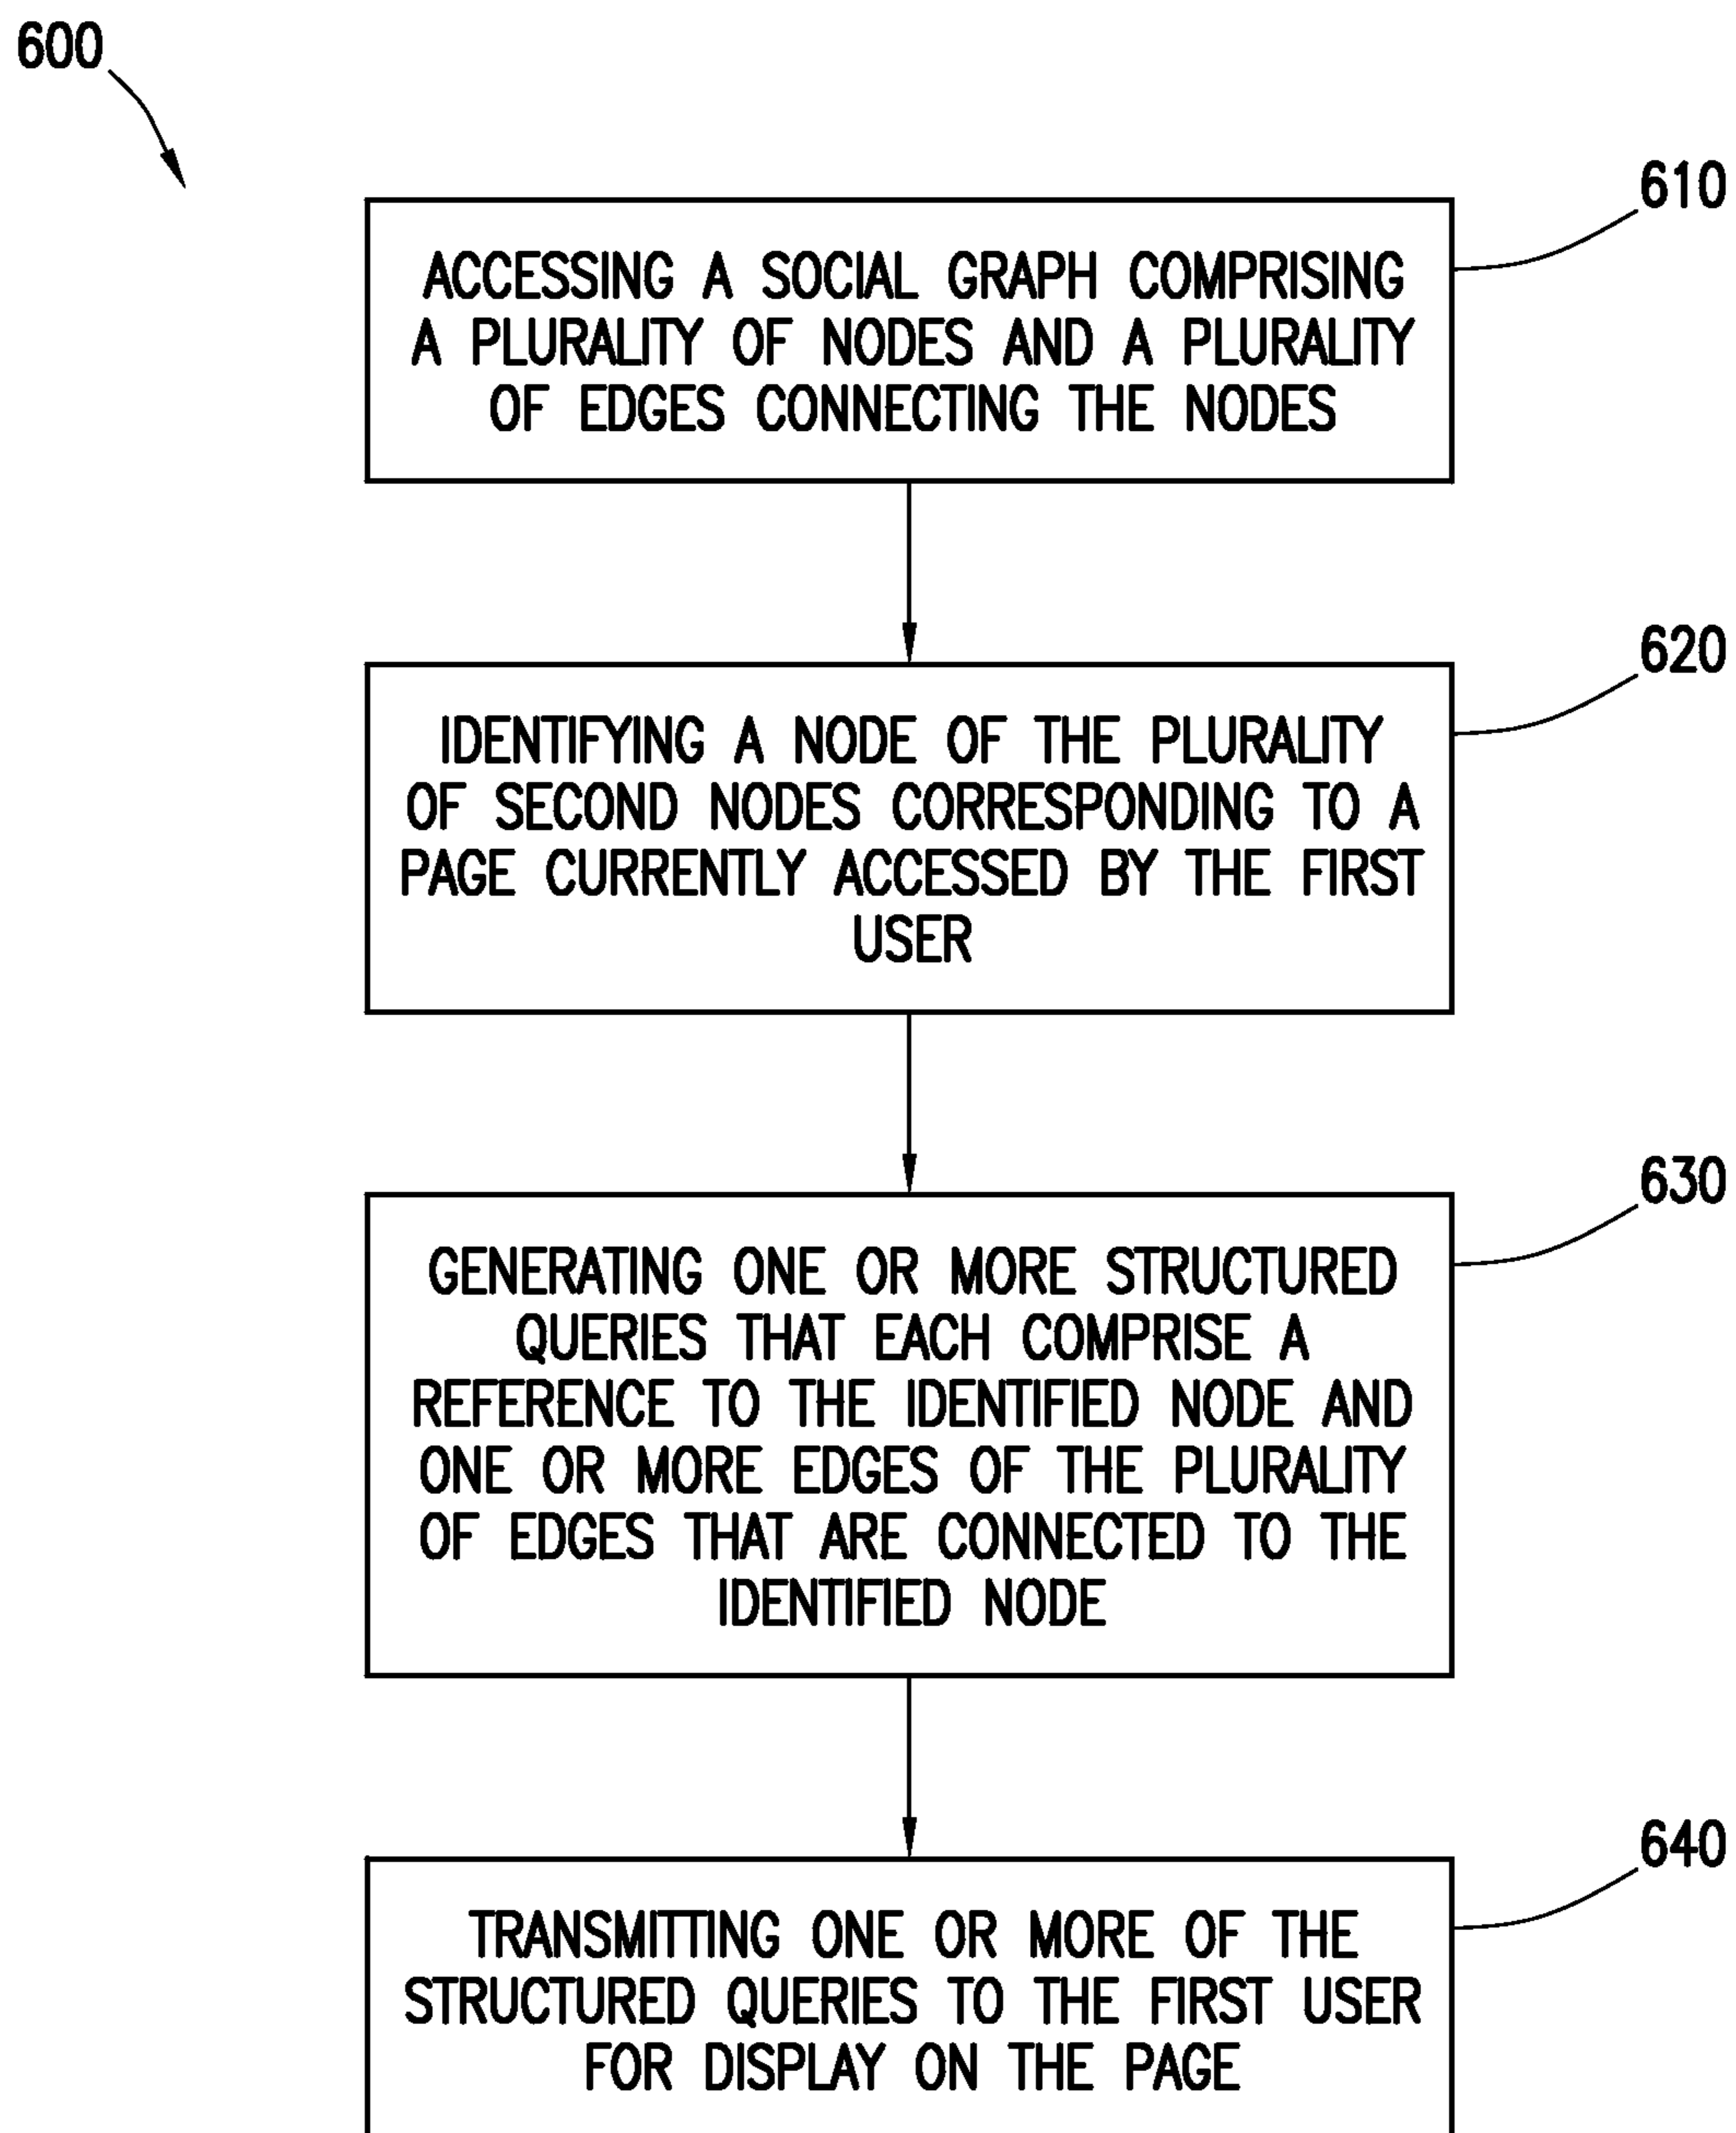 600
610
ACCESSING A SOCIAL GRAPH COMPRISING
A PLURALITY OF NODES AND A PLURALITY
OF EDGES CONNECTING THE NODES
620
IDENTIFYING A NODE OF THE PLURALITY
OF SECOND NODES CORRESPONDING TO A
PAGE CURRENTLY ACCESSED BY THE FIRST
USER
630
GENERATING ONE OR MORE STRUCTURED
QUERIES THAT EACH COMPRISE A
REFERENCE TO THE IDENTIFIED NODE AND
ONE OR MORE EDGES OF THE PLURALITY
OF EDGES THAT ARE CONNECTED TO THE
IDENTIFIED NODE
640
TRANSMITTING ONE OR MORE OF THE
STRUCTURED QUERIES TO THE FIRST USER
FOR DISPLAY ON THE PAGE